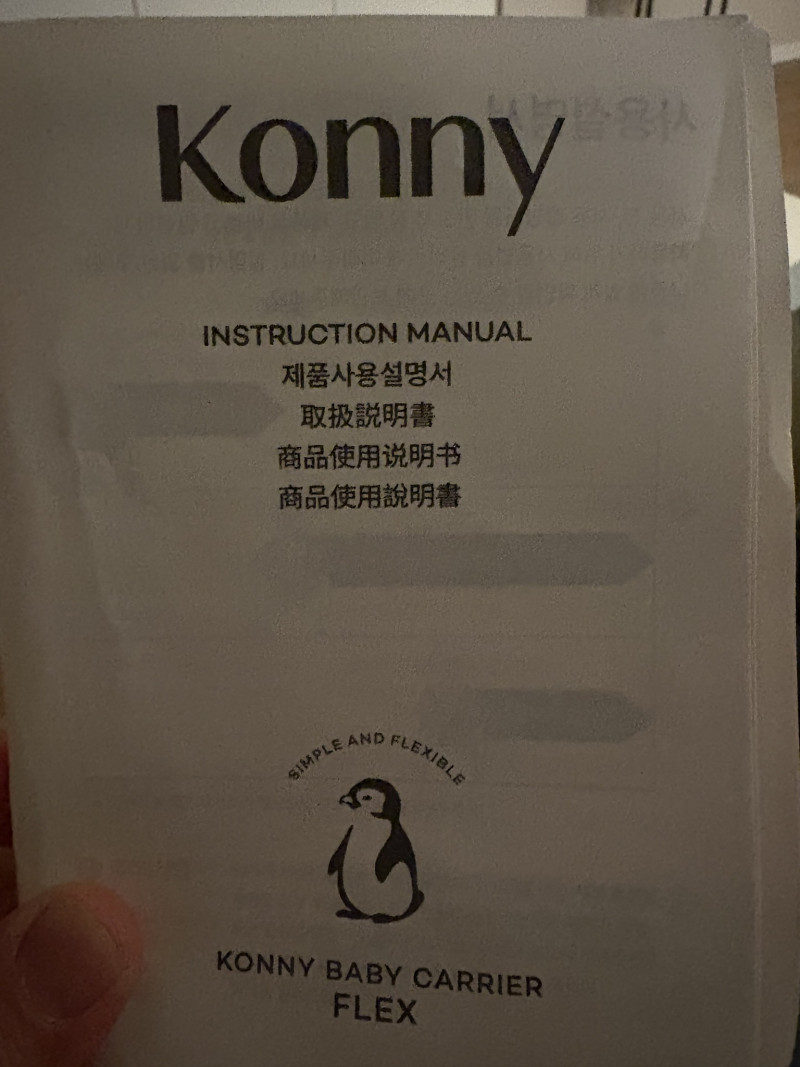 Konny
INSTRUCTION MANUAL
제품사용설명서
取扱説明書
商品使用说明书
商品使用說明書
SIMPLE AND FLEXIBLE
KONNY BABY CARRIER
FLEX